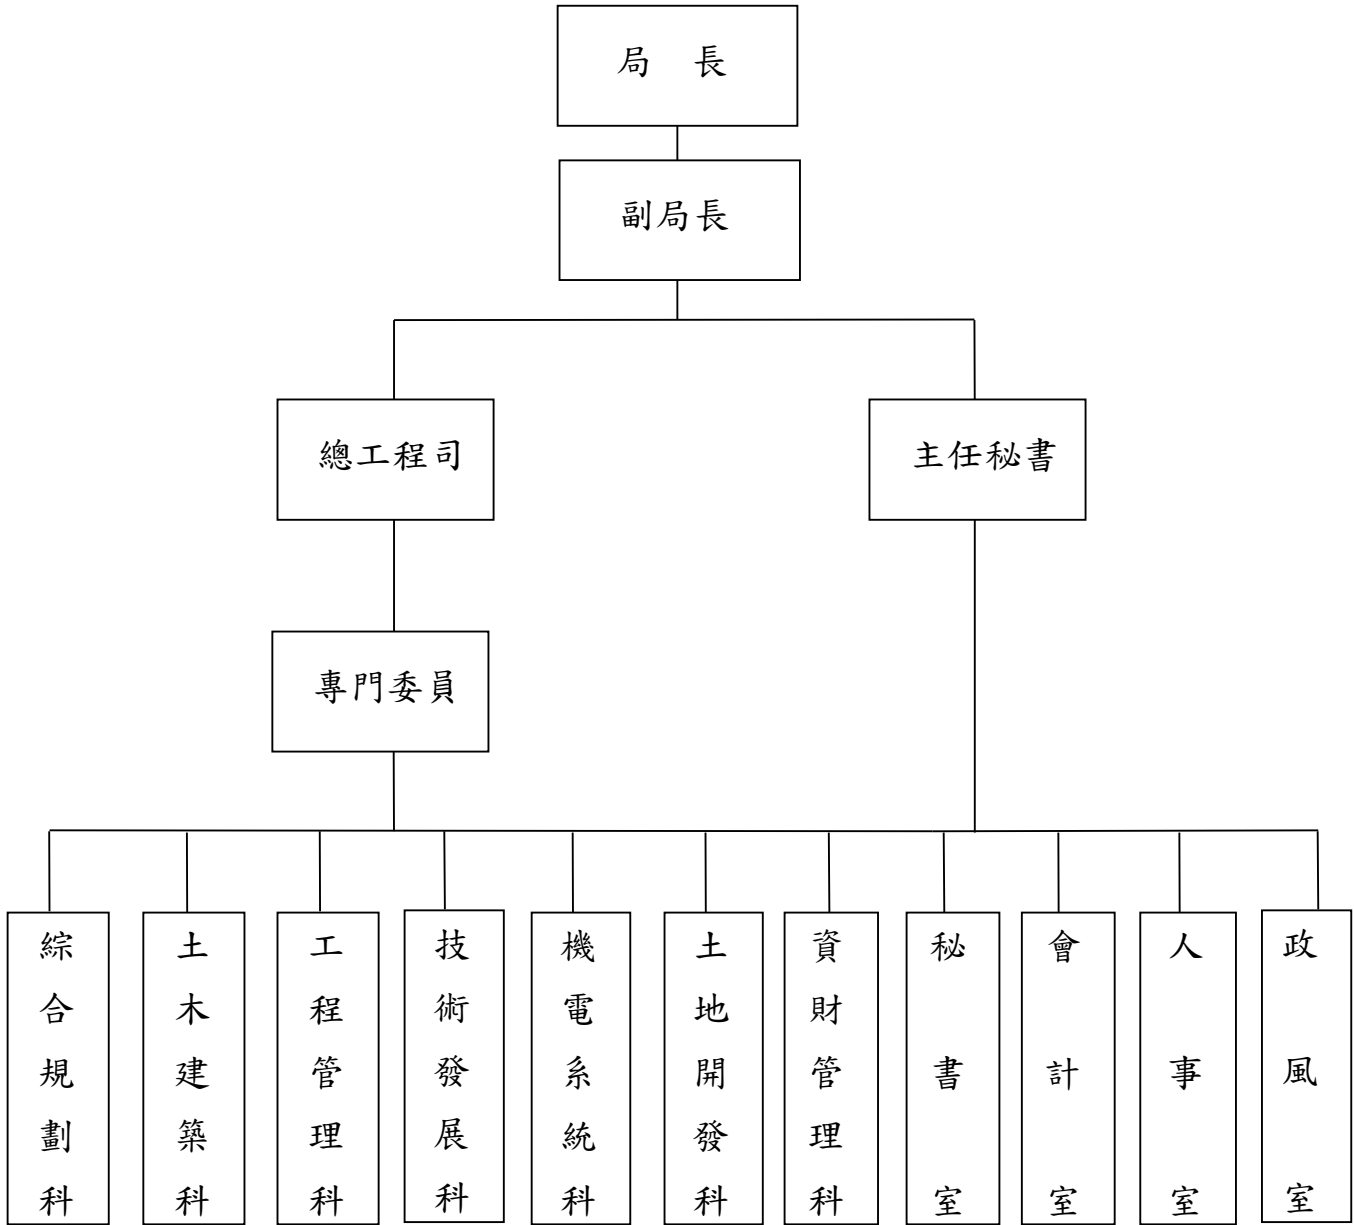 局　長
副局長
總工程司
主任秘書
專門委員
綜合規劃科
土木建築科
工程管理科
技術發展科
機電系統科
土地開發科
資財管理科
秘書室
會計室
人事室
政風室